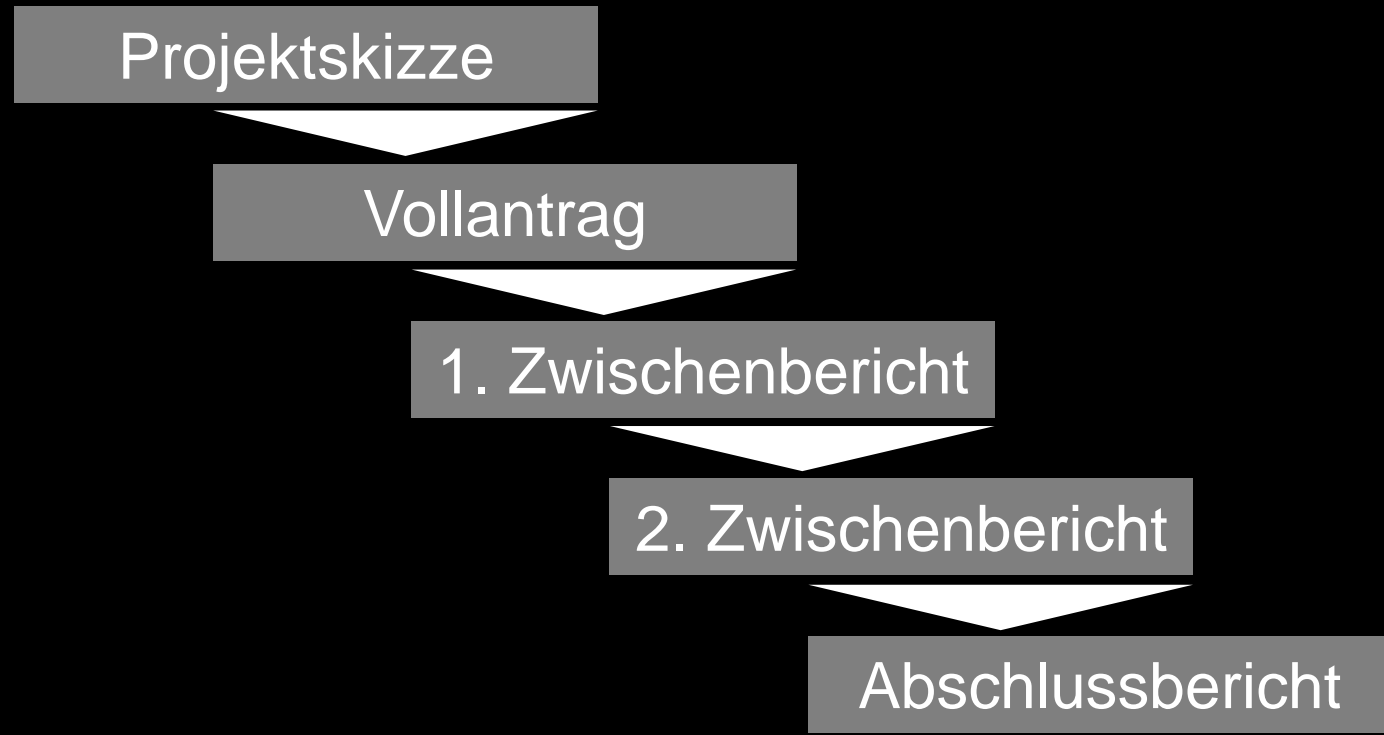 Projektskizze
Vollantrag
1. Zwischenbericht
2. Zwischenbericht
Abschlussbericht